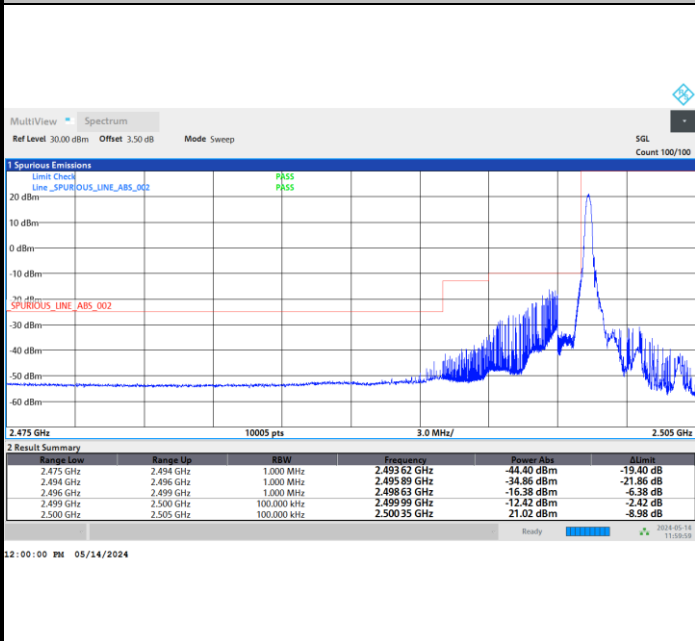 MultiView Spectrum
Ref Level 30.00 dBm Offset 3.50 dB Mode Sweep SGL
Count 100/100
1 Spurious Emissions
Limit Check PASS
Line _SPURIOUS_LINE_ABS_002 PASS
20 dBm
10 dBm
0 dBm
-10 dBm
-20 dBm
_SPURIOUS_LINE_ABS_002
-30 dBm
-40 dBm
-50 dBm
-60 dBm
2.475 GHz 10005 pts 3.0 MHz/ 2.505 GHz
2 Result Summary
Range Low Range Up RBW Frequency Power Abs ΔLimit
2.475 GHz 2.494 GHz 1.000 MHz 2.493 62 GHz -44.40 dBm -19.40 dB
2.494 GHz 2.496 GHz 1.000 MHz 2.495 89 GHz -34.86 dBm -21.86 dB
2.496 GHz 2.499 GHz 1.000 MHz 2.498 63 GHz -16.38 dBm -6.38 dB
2.499 GHz 2.500 GHz 100.000 kHz 2.499 99 GHz -12.42 dBm -2.42 dB
2.500 GHz 2.505 GHz 100.000 kHz 2.500 35 GHz 21.02 dBm -8.98 dB
Ready 2024-05-14
11:59:59
12:00:00 PM 05/14/2024